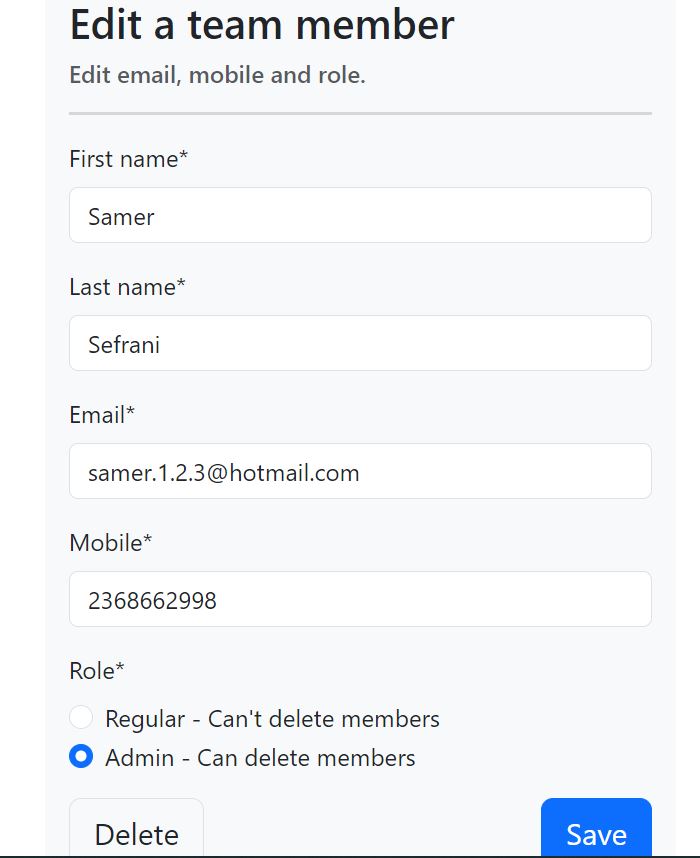 Edit a team member
Edit email, mobile and role.
First name*
Samer
Last name*
Sefrani
Email*
samer.1.2.3@hotmail.com
Mobile*
2368662998
Role*
Regular - Can't delete members
Admin - Can delete members
Delete
Save